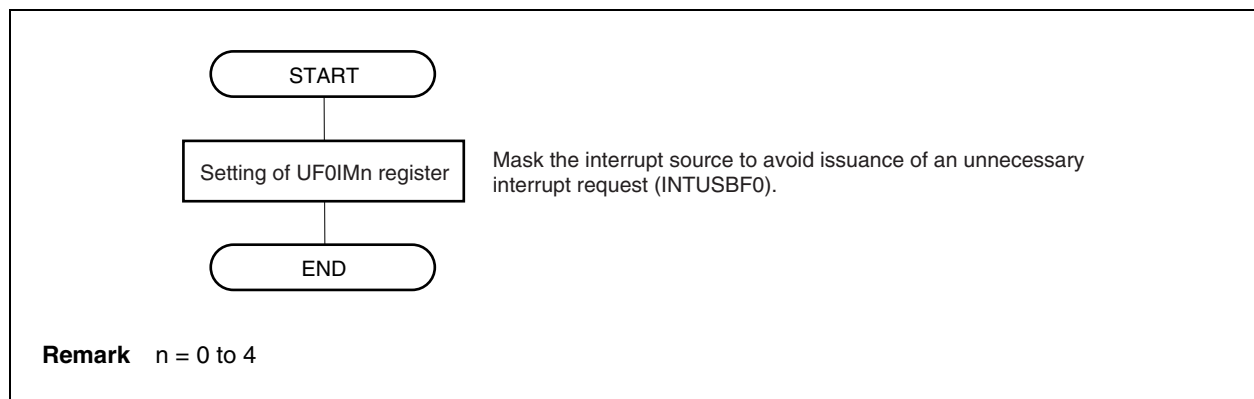 START
Setting of UF0IMn register
Mask the interrupt source to avoid issuance of an unnecessary
interrupt request (INTUSBF0).
END
Remark n = 0 to 4